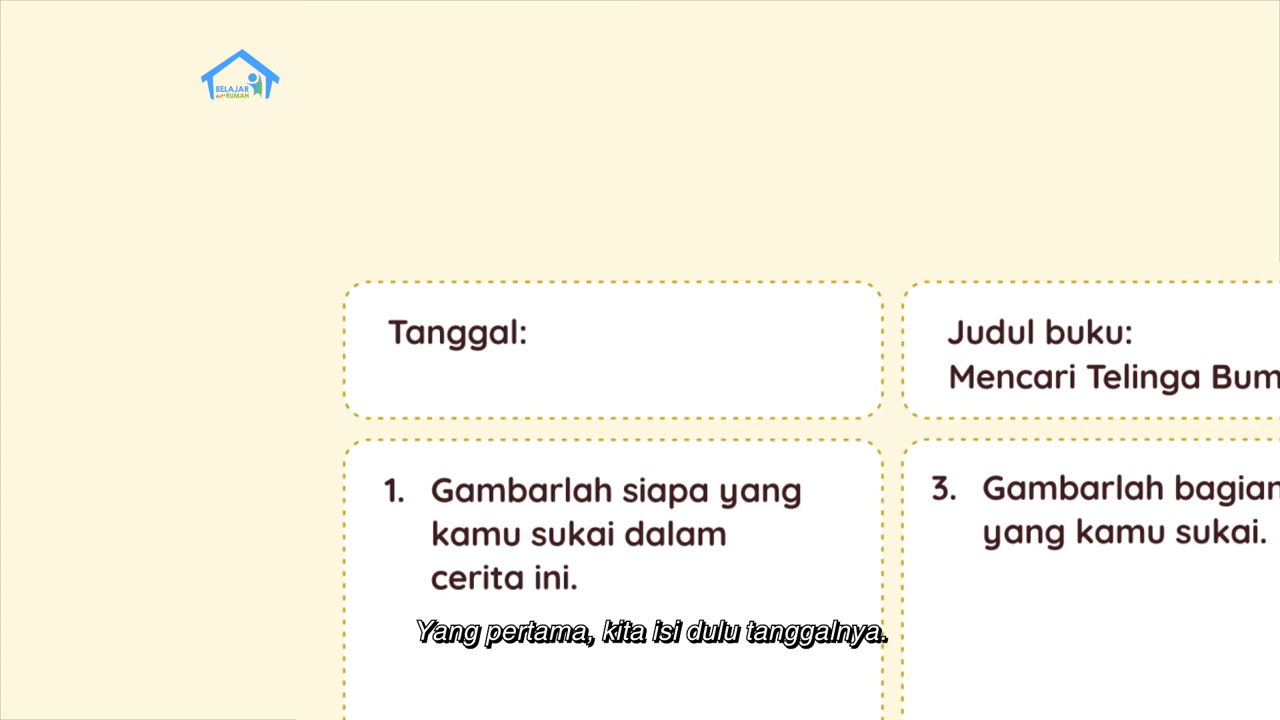 BELAJAR
dari RUMAH
Tanggal:
Judul buku:
Mencari Telinga Bum
1. Gambarlah siapa yang
kamu sukai dalam
cerita ini.
3. Gambarlah bagian
yang kamu sukai.
Yang pertama, kita isi dulu tanggalnya.